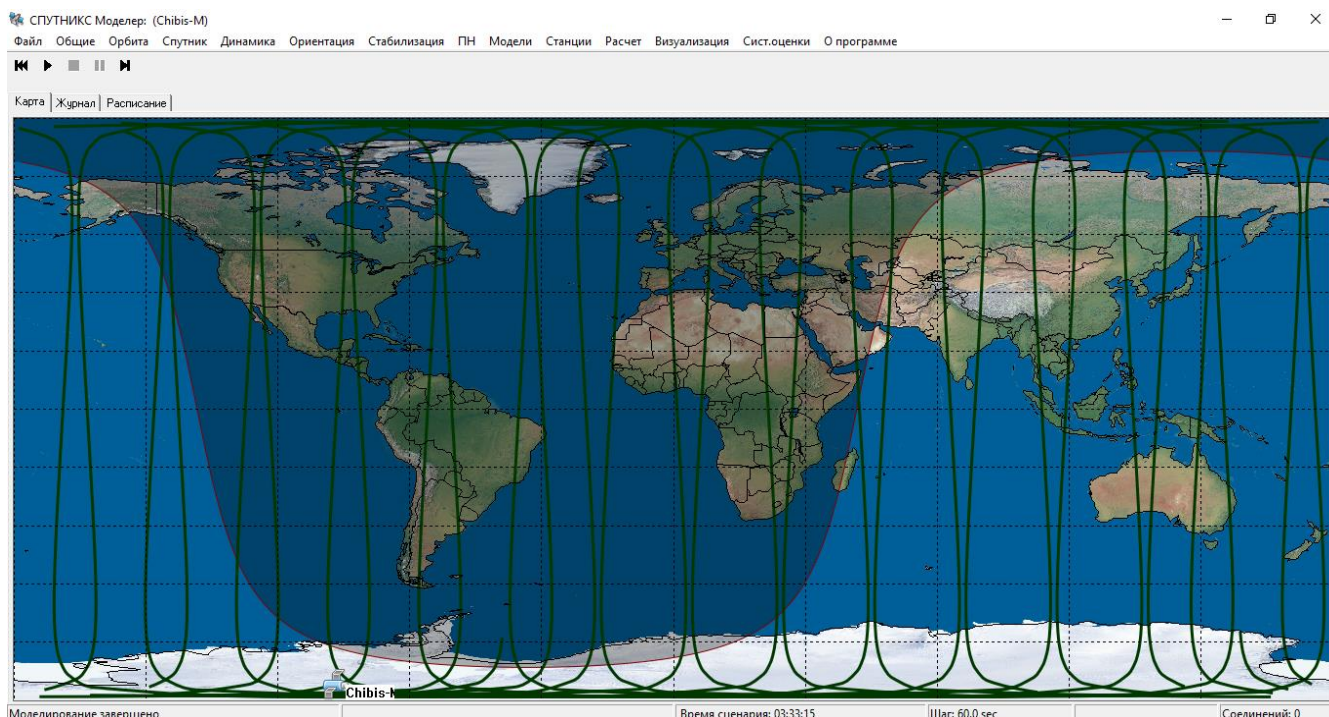 СПУТНИКС Моделер: (Chibis-M)
Файл Общие Орбита Спутник Динамика Ориентация Стабилизация ПН Модели Станции Расчет Визуализация Сист.оценки О программе
Карта Журнал Расписание
Chibis-M
Моделирование завершено Время сценария: 03:33:15 Шаг: 60.0 sec Соединений: 0